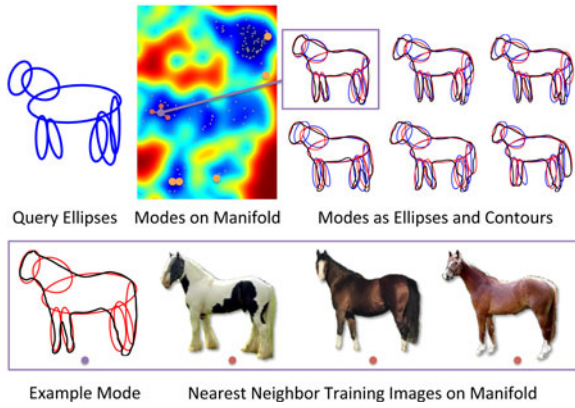 Query Ellipses
Modes on Manifold
Modes as Ellipses and Contours
Example Mode
Nearest Neighbor Training Images on Manifold